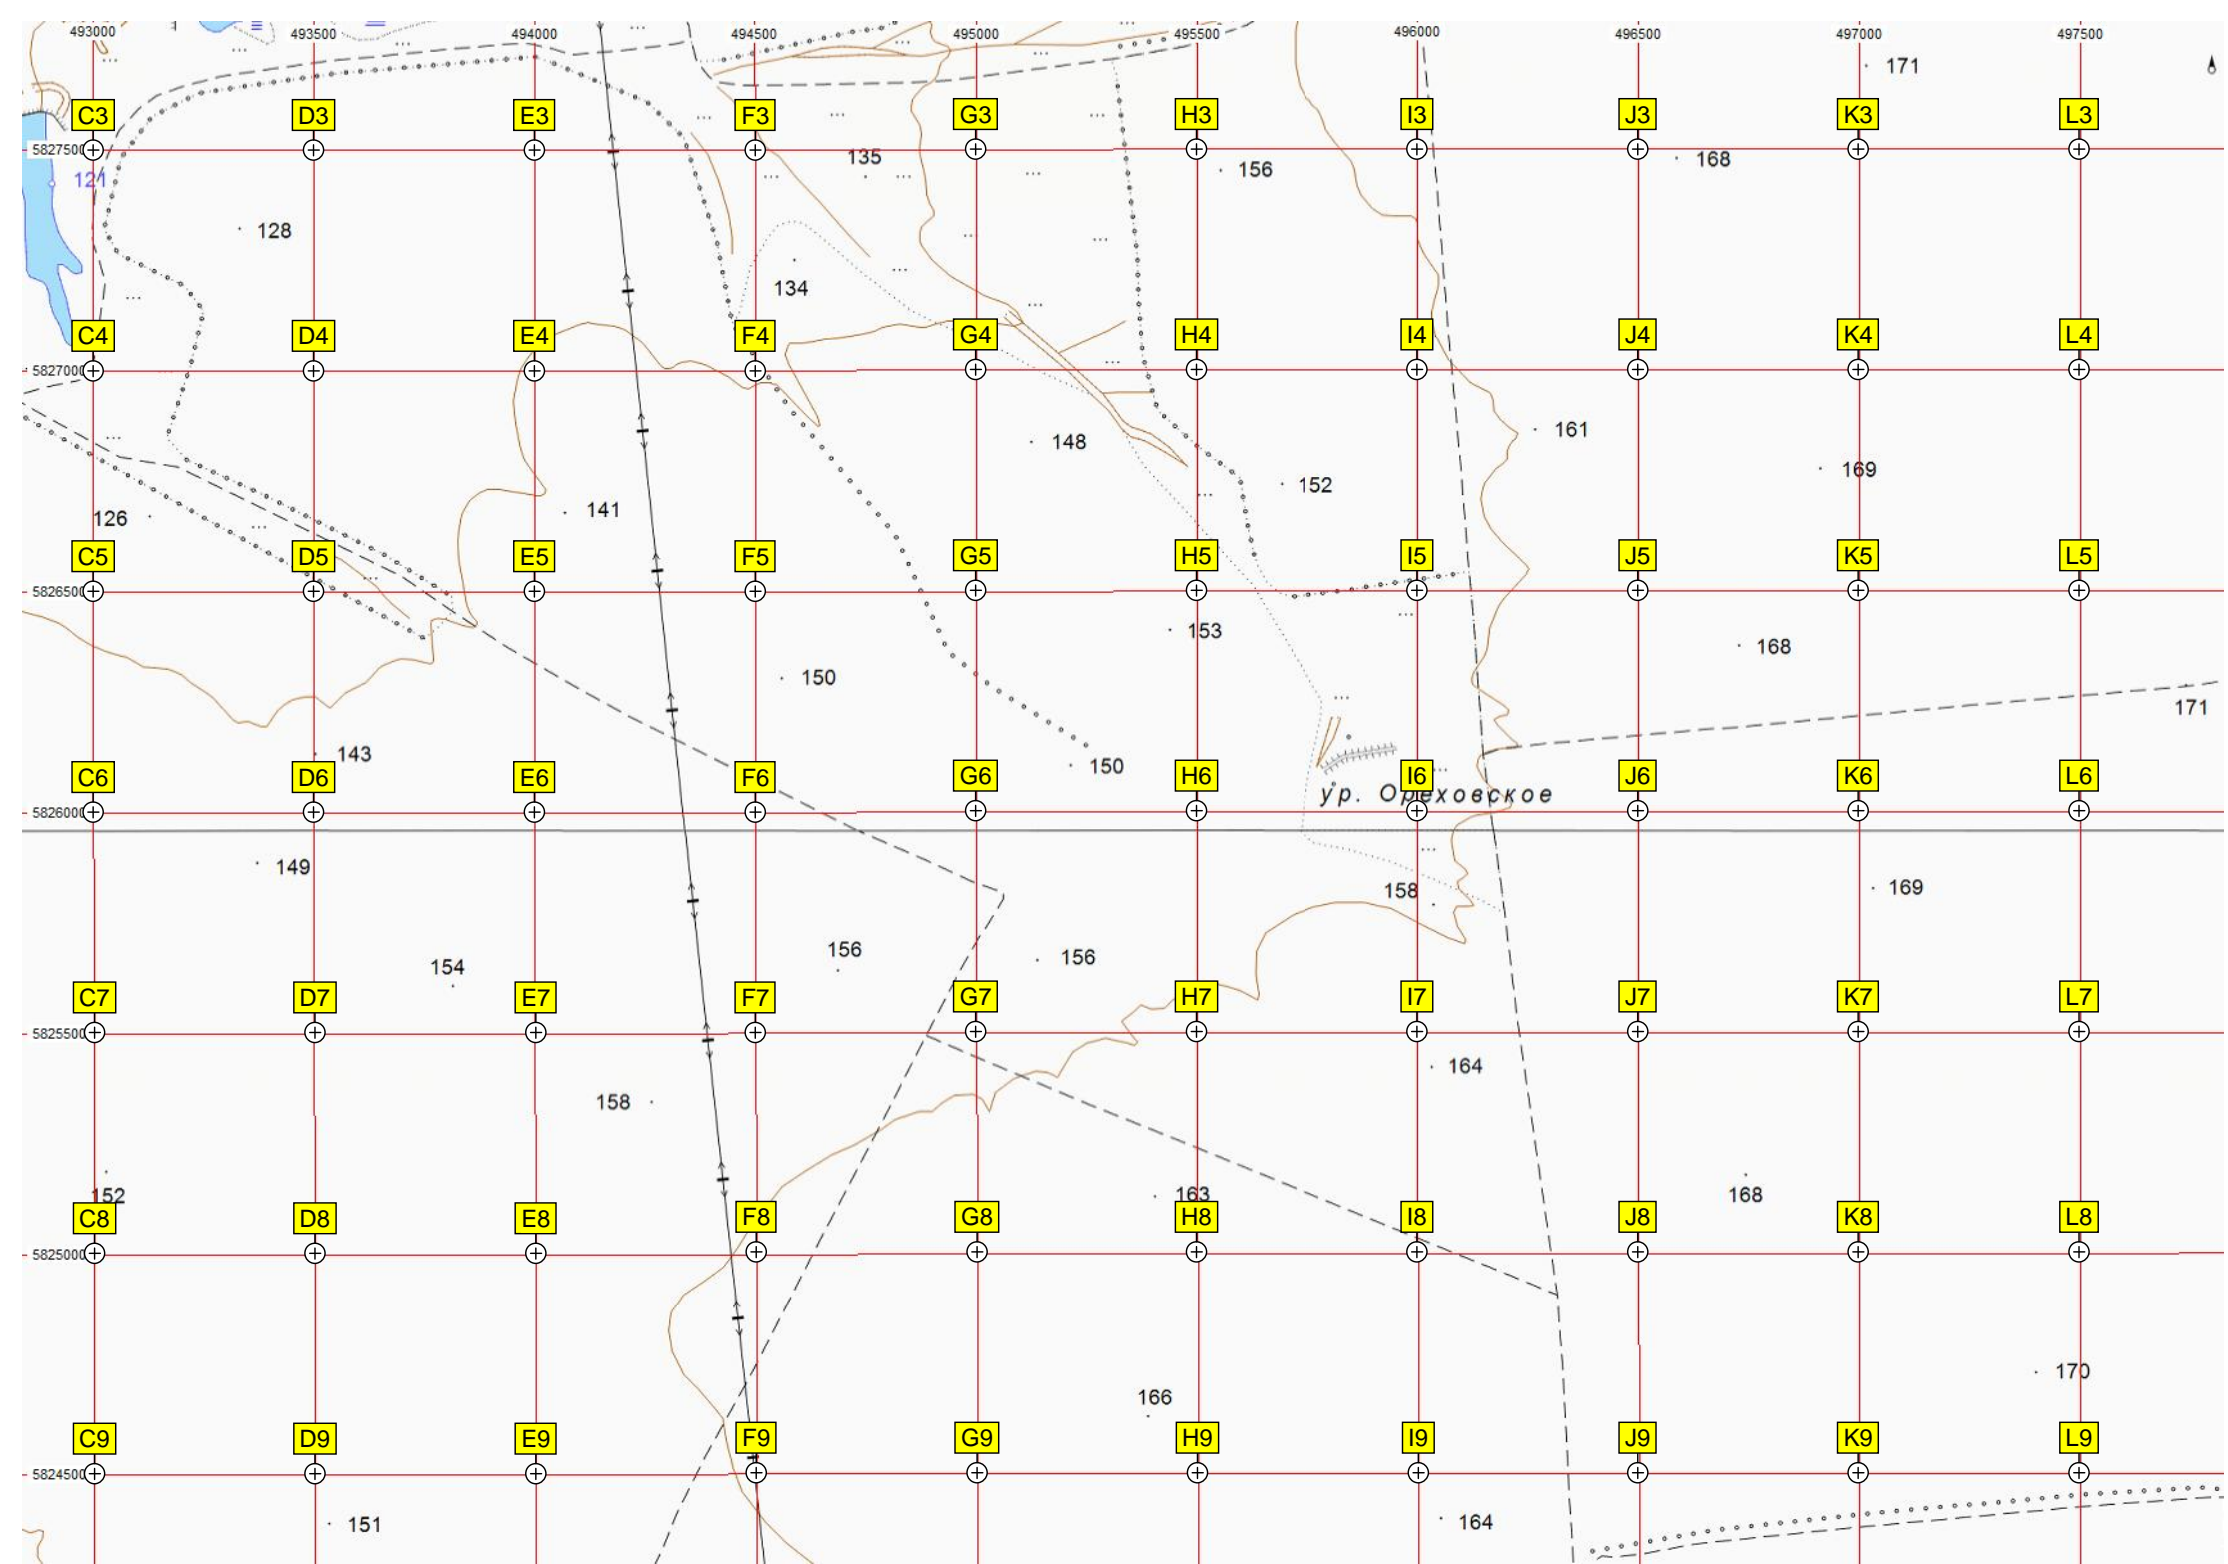 493000 493500 494000 494500 495000 495500 496000 496500 497000 497500
171
C3 D3 E3 F3 G3 H3 I3 J3 K3 L3
5827500
135 156 168
121
128
134
C4 D4 E4 F4 G4 H4 I4 J4 K4 L4
5827000
148 161
152 169
126 141
C5 D5 E5 F5 G5 H5 I5 J5 K5 L5
5826500
153 168
150
171
143 150
C6 D6 E6 F6 G6 H6 I6 J6 K6 L6
ур. Ореховское
5826000
149 158 169
154 156 156
C7 D7 E7 F7 G7 H7 I7 J7 K7 L7
5825500
164
158
152 163 168
C8 D8 E8 F8 G8 H8 I8 J8 K8 L8
5825000
170
166
C9 D9 E9 F9 G9 H9 I9 J9 K9 L9
5824500
151 164